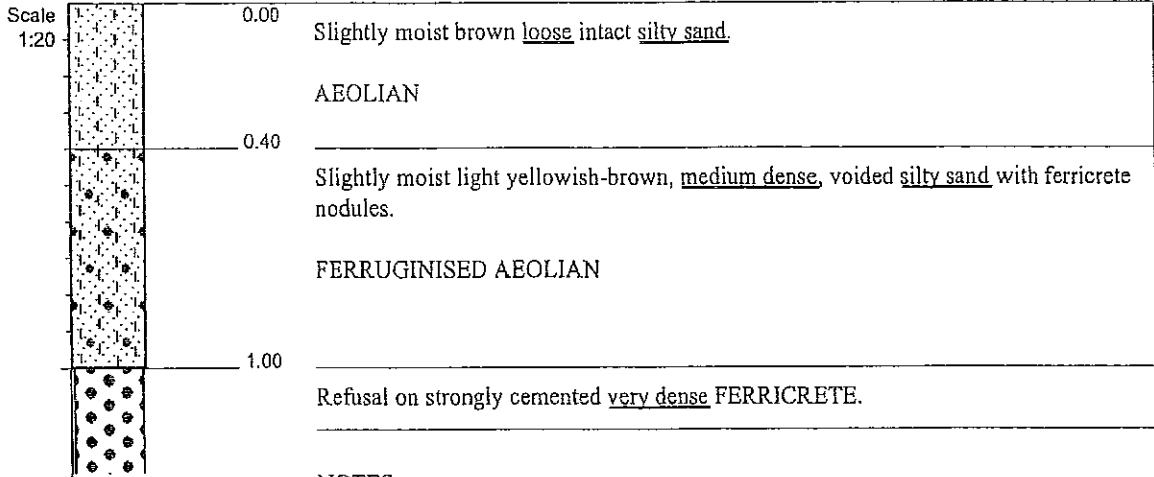 Scale
1:20
0.00
Slightly moist brown loose intact silty sand.
AEOLIAN
0.40
Slightly moist light yellowish-brown, medium dense, voided silty sand with ferricrete
nodules.
FERRUGINISED AEOLIAN
1.00
Refusal on strongly cemented very dense FERRICRETE.
NOTES